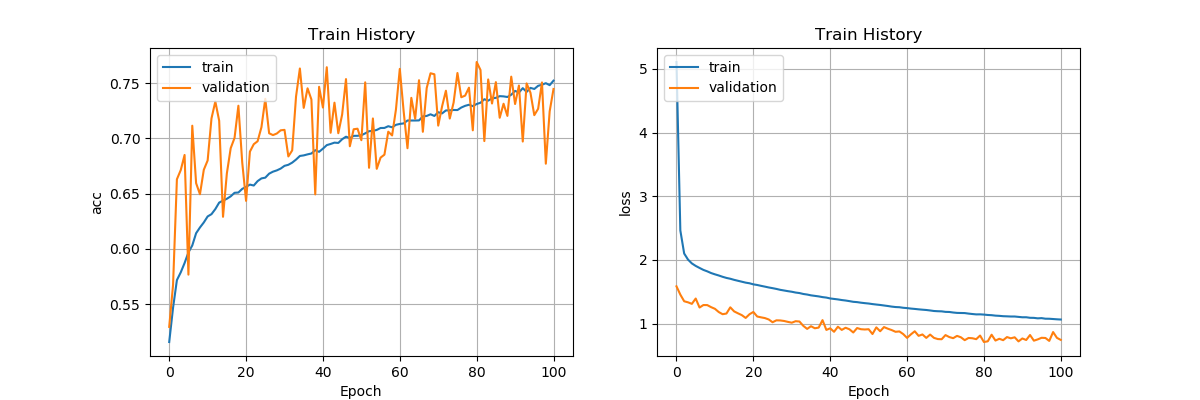 Train History
train
validation
0.75
0.70
0.65
0.60
0.55
acc
0 20 40 60 80 100
Epoch
Train History
train
validation
5
4
3
2
1
loss
0 20 40 60 80 100
Epoch